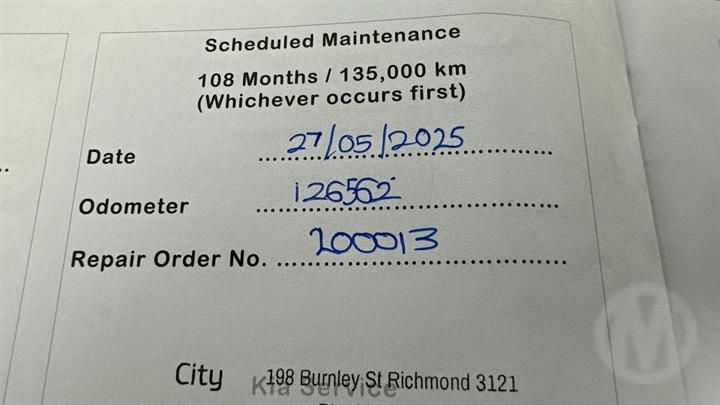 Scheduled Maintenance
108 Months / 135,000 km
(Whichever occurs first)
Date 27/05/2025
Odometer 126562
Repair Order No. 200013
City 198 Burnley St Richmond 3121
Kia Service
M